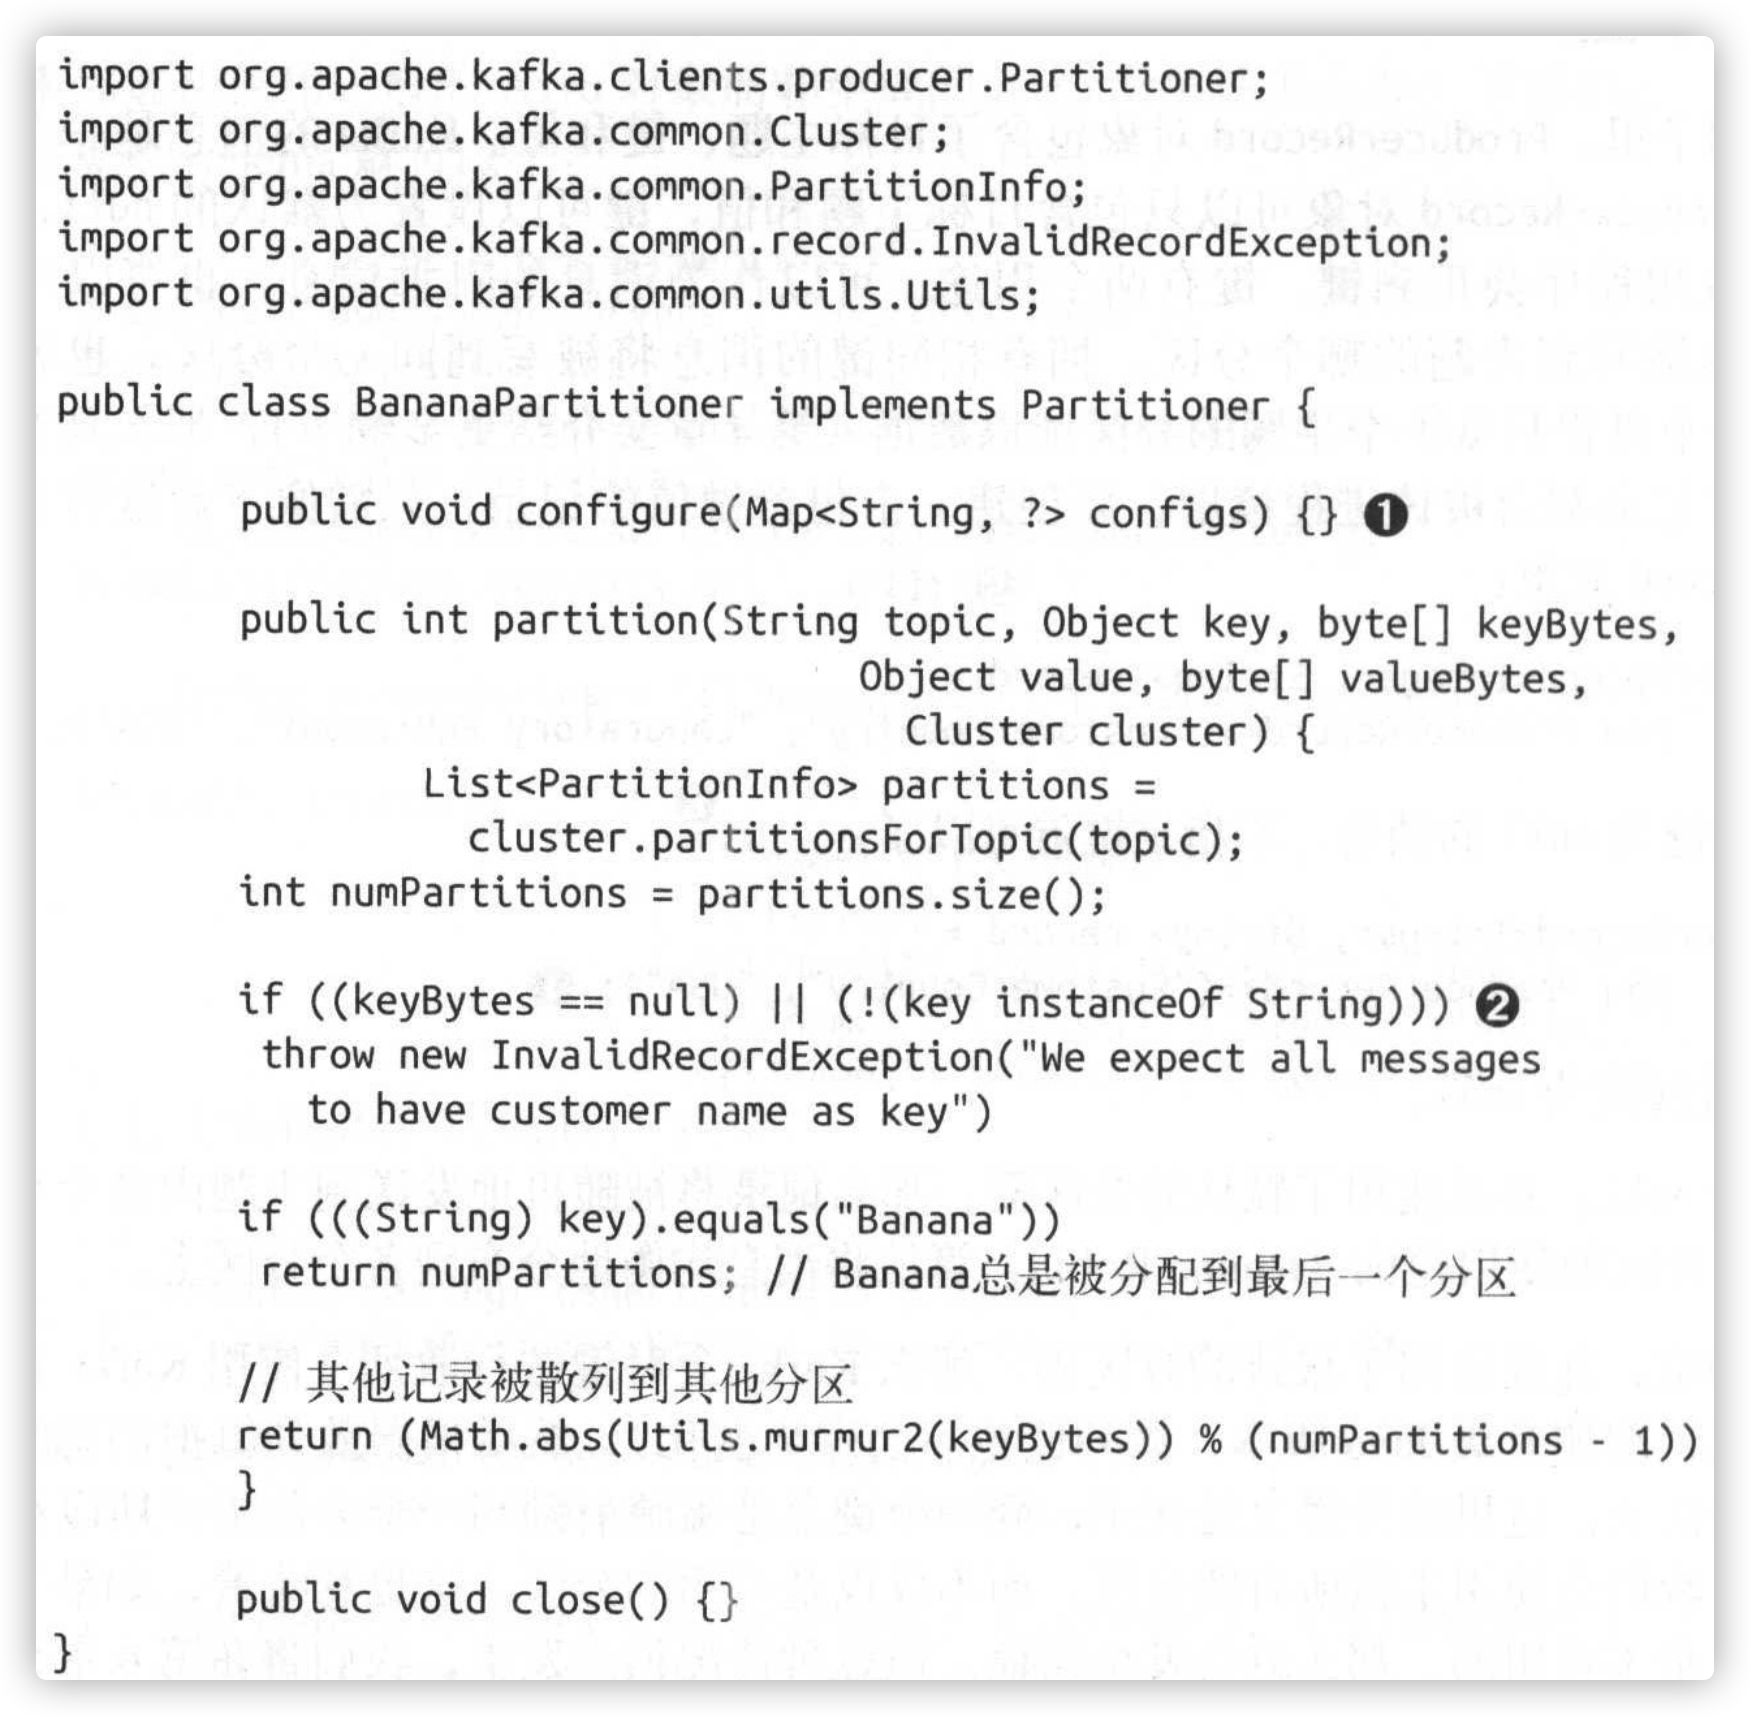 import org.apache.kafka.clients.producer.Partitioner;
import org.apache.kafka.common.Cluster;
import org.apache.kafka.common.PartitionInfo;
import org.apache.kafka.common.record.InvalidRecordException;
import org.apache.kafka.common.utils.Utils;
public class BananaPartitioner implements Partitioner {
public void configure(Map<String, ?> configs) {} ❶
public int partition(String topic, Object key, byte[] keyBytes,
Object value, byte[] valueBytes,
Cluster cluster) {
List<PartitionInfo> partitions =
cluster.partitionsForTopic(topic);
int numPartitions = partitions.size();
if ((keyBytes == null) || (!(key instanceOf String))) ❷
throw new InvalidRecordException("We expect all messages
to have customer name as key")
if (((String) key).equals("Banana"))
return numPartitions; // Banana总是被分配到最后一个分区
// 其他记录被散列到其他分区
return (Math.abs(Utils.murmur2(keyBytes)) % (numPartitions - 1))
}
public void close() {}
}